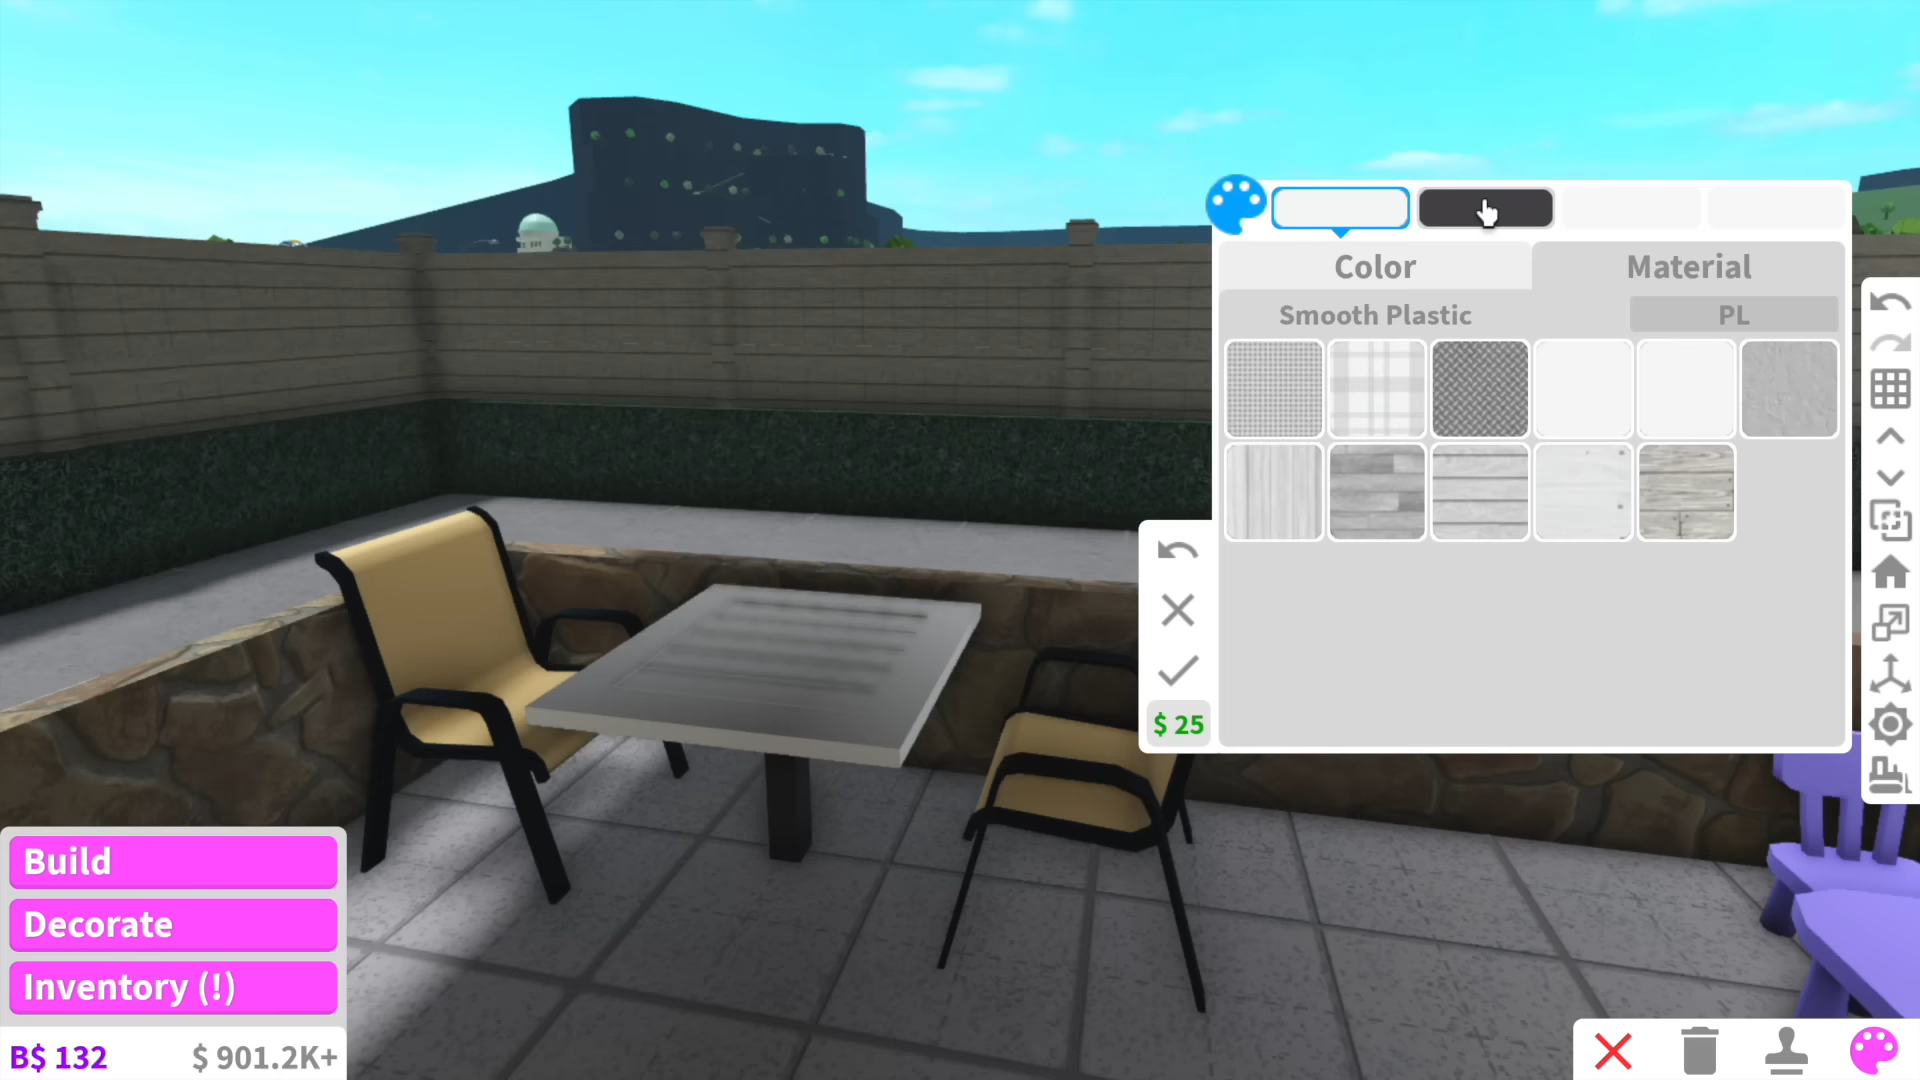 Color
Material
Smooth Plastic
PL
$ 25
Build
Decorate
Inventory (!)
B$ 132
$ 901.2K+